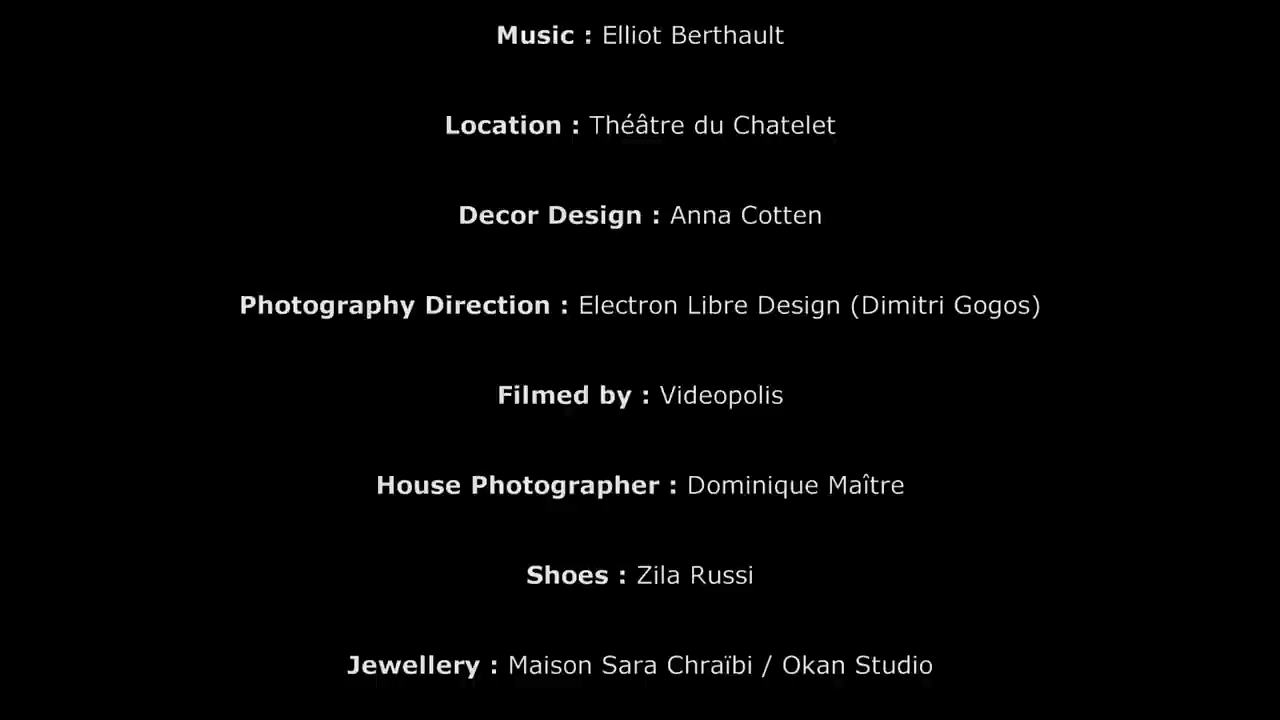 Music : Elliot Berthault
Location : Théâtre du Chatelet
Decor Design : Anna Cotten
Photography Direction : Electron Libre Design (Dimitri Gogos)
Filmed by : Videopolis
House Photographer : Dominique Maître
Shoes : Zila Russi
Jewellery : Maison Sara Chraïbi / Okan Studio